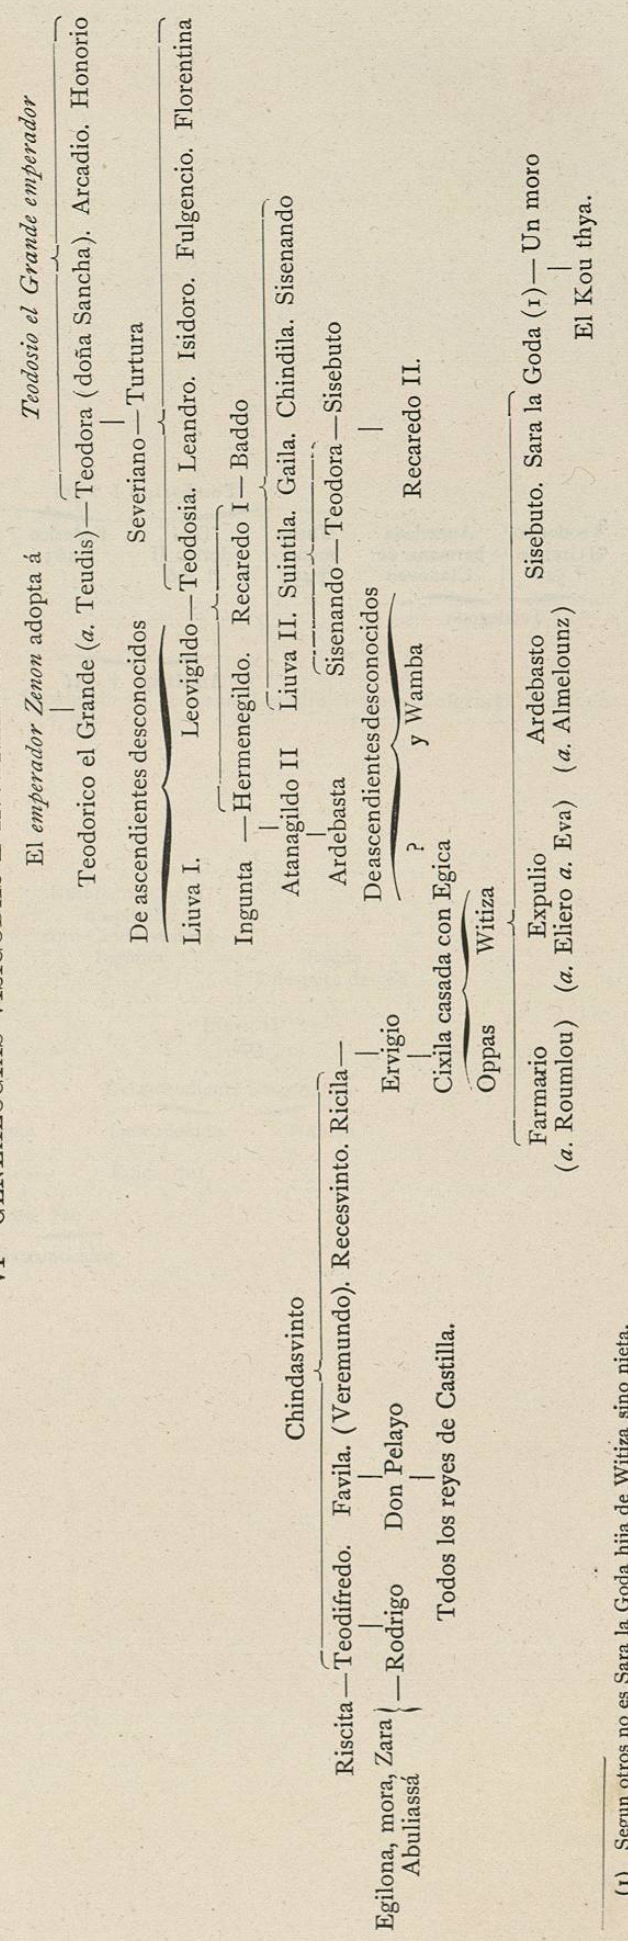 El emperador Zenon adopta á
Teodosio el Grande emperador
Teodorico el Grande (a. Teudis)—Teodora (doña Sancha). Arcadio. Honorio
De ascendientes desconocidos
Severiano—Turtura
Liuva I. Leovigildo—Teodosia. Leandro. Isidoro. Fulgencio. Florentina
Ingunta —Hermenegildo. Recaredo I—Baddo
Chindasvinto
Atanagildo II
Liuva II. Suintila. Gaila. Chindila. Sisenando
Riscita—Teodifredo. Favila. (Veremundo). Recesvinto. Ricila—
Ardebasta
Sisenando—Teodora—Sisebuto
De ascendientes desconocidos
Egilona, mora, Zara
Abuliassá
—Rodrigo Don Pelayo
Ervigio ? y Wamba
Recaredo II.
Todos los reyes de Castilla.
Cixila casada con Egica
Oppas Witiza
Farmario Expulio Ardebasto Sisebuto. Sara la Goda (1)—Un moro
(a. Roumlou) (a. Eliero a. Eva) (a. Almelounz)
El Kou thya.
(1) Segun otros no es Sara la Goda hija de Witiza sino nieta.